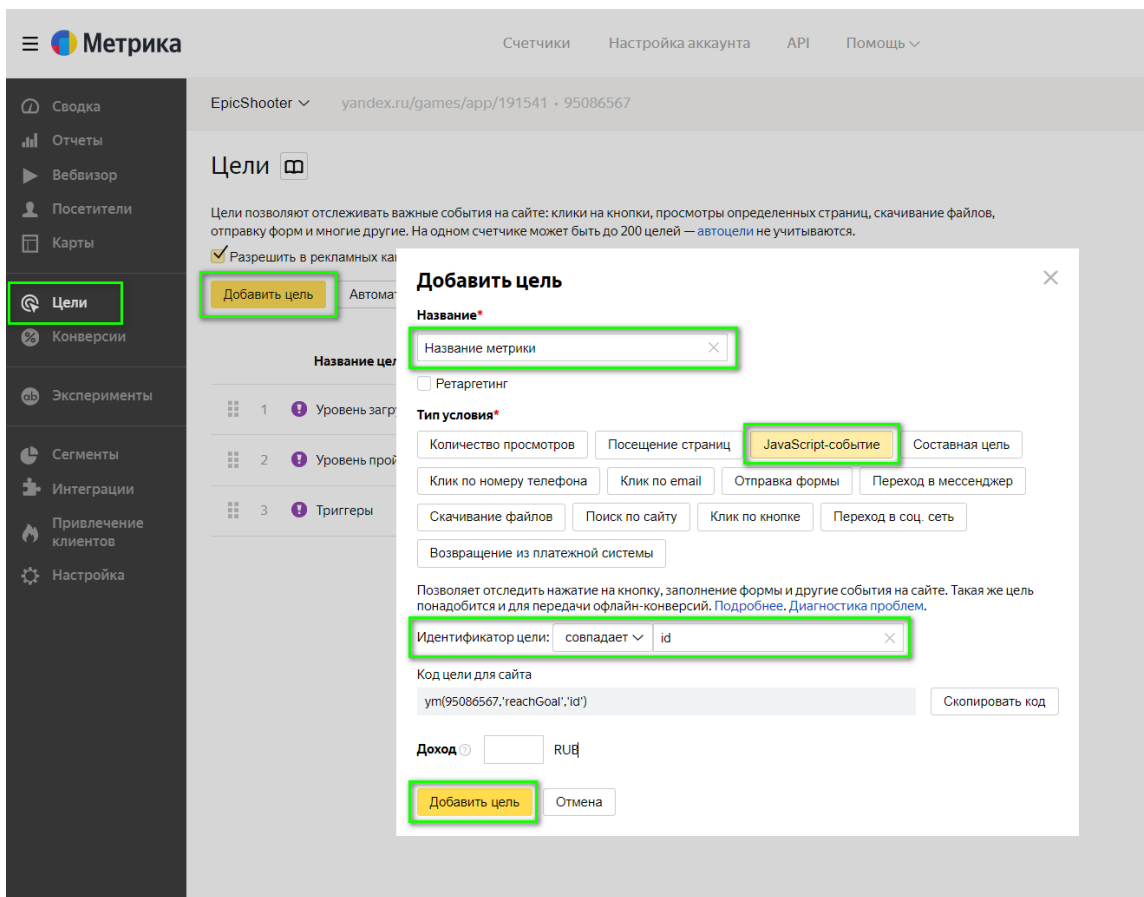 Метрика
Счетчики Настройка аккаунта API Помощь
Сводка
Отчеты
Вебвизор
Посетители
Карты
Цели
Конверсии
Эксперименты
Сегменты
Интеграции
Привлечение
клиентов
Настройка
EpicShooter yandex.ru/games/app/191541 • 95086567
Цели
Цели позволяют отслеживать важные события на сайте: клики на кнопки, просмотры определенных страниц, скачивание файлов,
отправку форм и многие другие. На одном счетчике может быть до 200 целей — автоцели не учитываются.
Разрешить в рекламных ка
Добавить цель Автомат
Название цел
1 Уровень загр
2 Уровень прой
3 Триггеры
Добавить цель
Название*
Название метрики
Ретаргетинг
Тип условия*
Количество просмотров Посещение страниц JavaScript-событие Составная цель
Клик по номеру телефона Клик по email Отправка формы Переход в мессенджер
Скачивание файлов Поиск по сайту Клик по кнопке Переход в соц. сеть
Возвращение из платежной системы
Позволяет отследить нажатие на кнопку, заполнение формы и другие события на сайте. Такая же цель
понадобится и для передачи офлайн-конверсий. Подробнее. Диагностика проблем.
Идентификатор цели: совпадает id
Код цели для сайта
ym(95086567,'reachGoal','id') Скопировать код
Доход ? RUB
Добавить цель Отмена